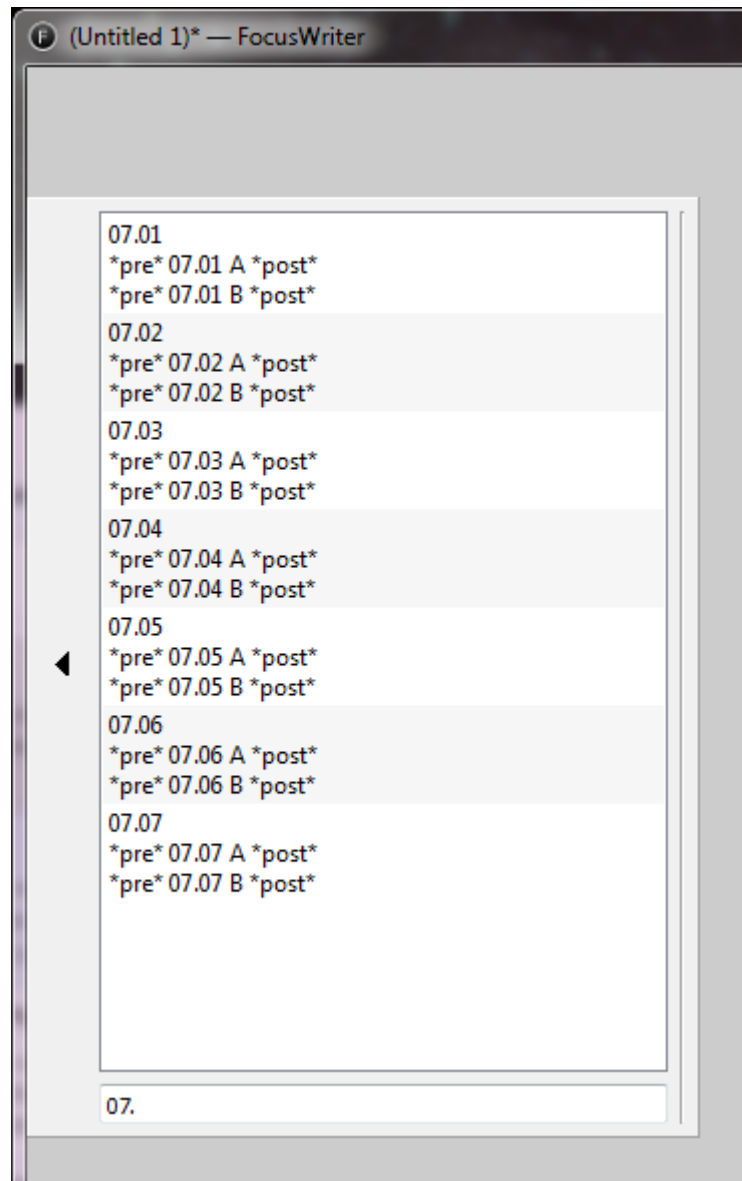 (Untitled 1)* — FocusWriter
07.01
*pre* 07.01 A *post*
*pre* 07.01 B *post*
07.02
*pre* 07.02 A *post*
*pre* 07.02 B *post*
07.03
*pre* 07.03 A *post*
*pre* 07.03 B *post*
07.04
*pre* 07.04 A *post*
*pre* 07.04 B *post*
07.05
*pre* 07.05 A *post*
*pre* 07.05 B *post*
07.06
*pre* 07.06 A *post*
*pre* 07.06 B *post*
07.07
*pre* 07.07 A *post*
*pre* 07.07 B *post*
07.